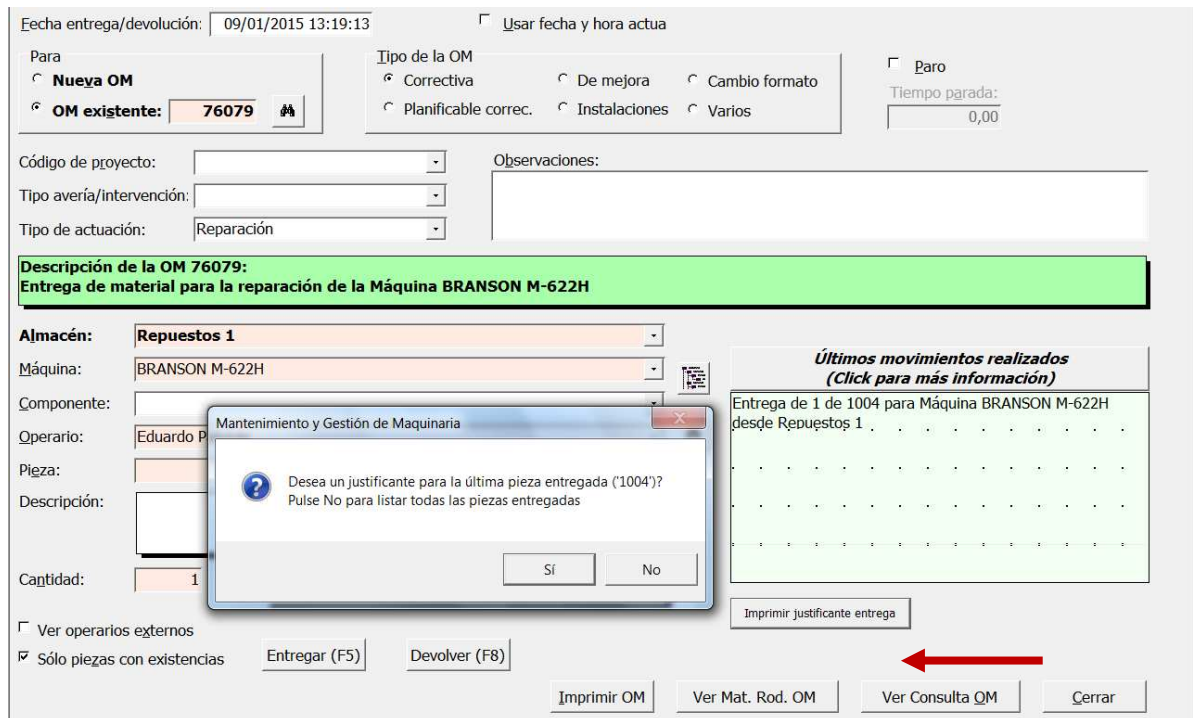 Fecha entrega/devolución: 09/01/2015 13:19:13 Usar fecha y hora actua
Para
Nueva OM
OM existente: 76079
Tipo de la OM
Correctiva De mejora Cambio formato
Planificable correc. Instalaciones Varios
Paro
Tiempo parada:
0,00
Código de proyecto:
Tipo avería/intervención:
Tipo de actuación: Reparación
Observaciones:
Descripción de la OM 76079:
Entrega de material para la reparación de la Máquina BRANSON M-622H
Almacén: Repuestos 1
Máquina: BRANSON M-622H
Componente:
Operario: Eduardo
Pieza:
Descripción:
Cantidad: 1
Mantenimiento y Gestión de Maquinaria
Desea un justificante para la última pieza entregada ('1004')?
Pulse No para listar todas las piezas entregadas
Sí No
Últimos movimientos realizados
(Click para más información)
Entrega de 1 de 1004 para Máquina BRANSON M-622H
desde Repuestos 1
Imprimir justificante entrega
Ver operarios externos
Sólo piezas con existencias Entregar (F5) Devolver (F8)
Imprimir OM Ver Mat. Rod. OM Ver Consulta OM Cerrar